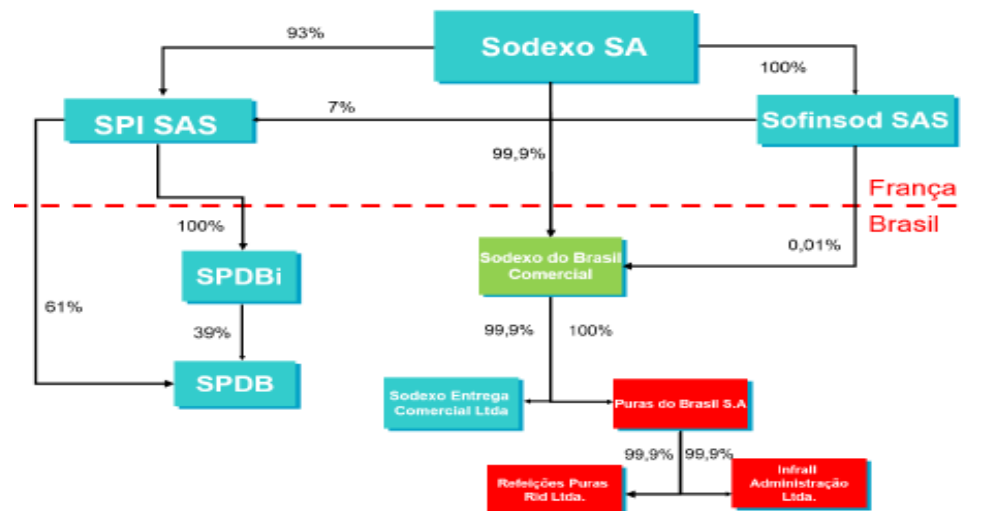 93%
Sodexo SA
100%
SPI SAS
7%
Sofinsod SAS
99,9%
França
Brasil
100%
0,01%
Sodexo do Brasil
Comercial
SPDBi
61%
39%
99,9%
100%
SPDB
Sodexo Entrega
Comercial Ltda
Puras do Brasil S.A
99,9%
99,9%
Refeições Puras
Rid Ltda.
Infrall
Administração
Ltda.